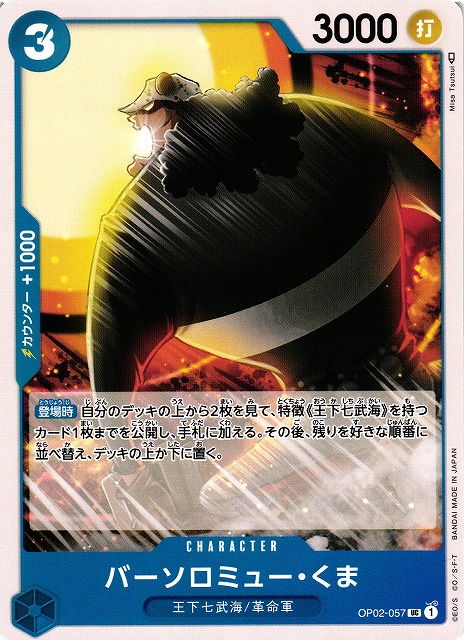 3
3000
打
Misa Tsutsui
カウンター +1000
登場時 自分のデッキの上から2枚を見て、特徴《王下七武海》を持つ
カード1枚までを公開し、手札に加える。その後、残りを好きな順番に
並べ替え、デッキの上か下に置く。
CHARACTER
バーソロミュー・くま
王下七武海/革命軍
OP02-057 UC 1
©E.O/S ©O/S・F・T BANDAI MADE IN JAPAN